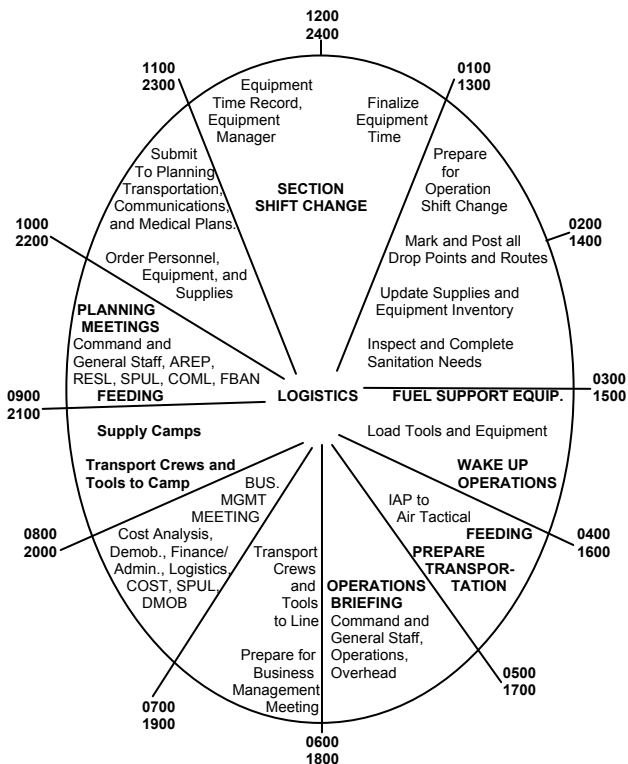 1200
2400
0100
1300
0200
1400
0300
1500
0400
1600
0500
1700
0600
1800
0700
1900
0800
2000
0900
2100
1000
2200
1100
2300
Equipment
Time Record,
Equipment
Manager
Finalize
Equipment
Time
SECTION
SHIFT CHANGE
Prepare
for
Operation
Shift Change
Mark and Post all
Drop Points and Routes
Update Supplies and
Equipment Inventory
Inspect and Complete
Sanitation Needs
LOGISTICS
FUEL SUPPORT EQUIP.
Load Tools and Equipment
WAKE UP
OPERATIONS
IAP to
Air Tactical
FEEDING
PREPARE
TRANSPOR-
TATION
OPERATIONS
BRIEFING
Command and
General Staff,
Operations,
Overhead
Transport
Crews
and
Tools
to Line
Prepare for
Business
Management
Meeting
BUS.
MGMT
MEETING
Cost Analysis,
Demob., Finance/
Admin., Logistics,
COST, SPUL,
DMOB
Supply Camps
Transport Crews and
Tools to Camp
PLANNING
MEETINGS
Command and
General Staff, AREP,
RESL, SPUL, COML, FBAN
FEEDING
Submit
To Planning
Transportation,
Communications,
and Medical Plans.
Order Personnel,
Equipment, and
Supplies